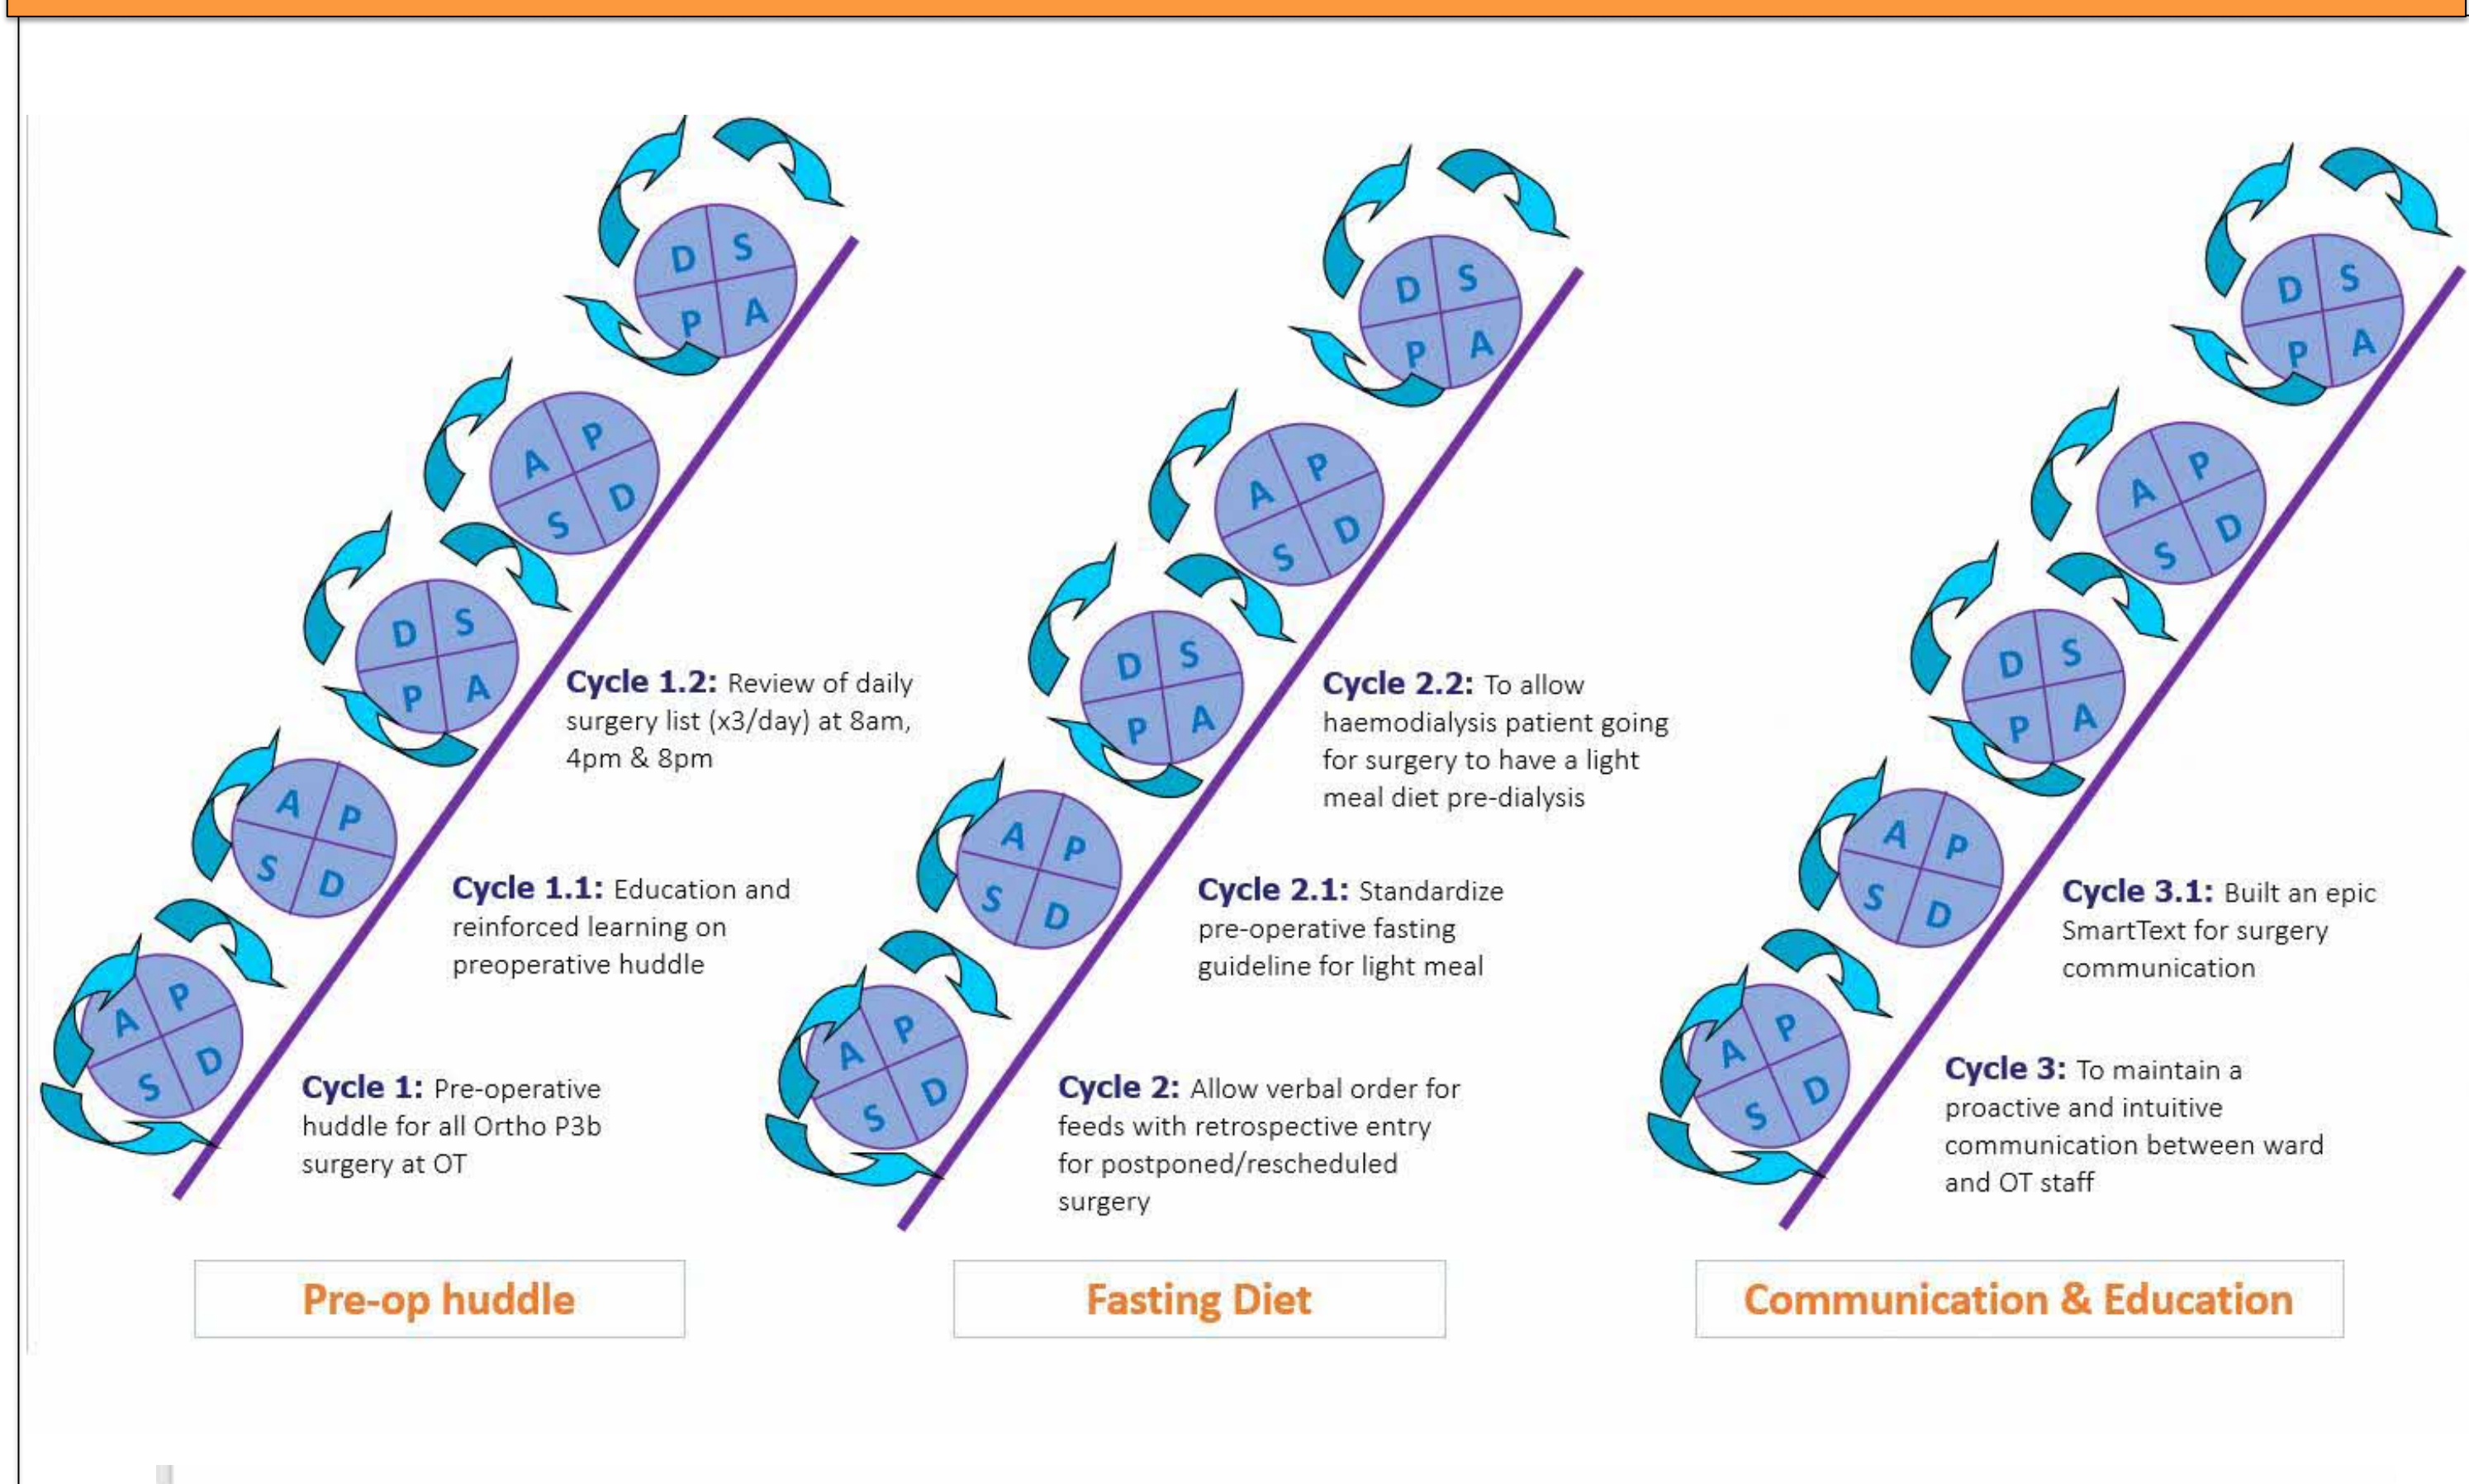 D S
P A
A P
S D
D S
P A
A P
S D
A P
S D
Cycle 1.2: Review of daily
surgery list (x3/day) at 8am,
4pm & 8pm
Cycle 1.1: Education and
reinforced learning on
preoperative huddle
Cycle 1: Pre-operative
huddle for all Ortho P3b
surgery at OT
Pre-op huddle
D S
P A
A P
S D
D S
P A
A P
S D
A P
S D
Cycle 2.2: To allow
haemodialysis patient going
for surgery to have a light
meal diet pre-dialysis
Cycle 2.1: Standardize
pre-operative fasting
guideline for light meal
Cycle 2: Allow verbal order for
feeds with retrospective entry
for postponed/rescheduled
surgery
Fasting Diet
D S
P A
A P
S D
D S
P A
A P
S D
A P
S D
Cycle 3.1: Built an epic
SmartText for surgery
communication
Cycle 3: To maintain a
proactive and intuitive
communication between ward
and OT staff
Communication & Education